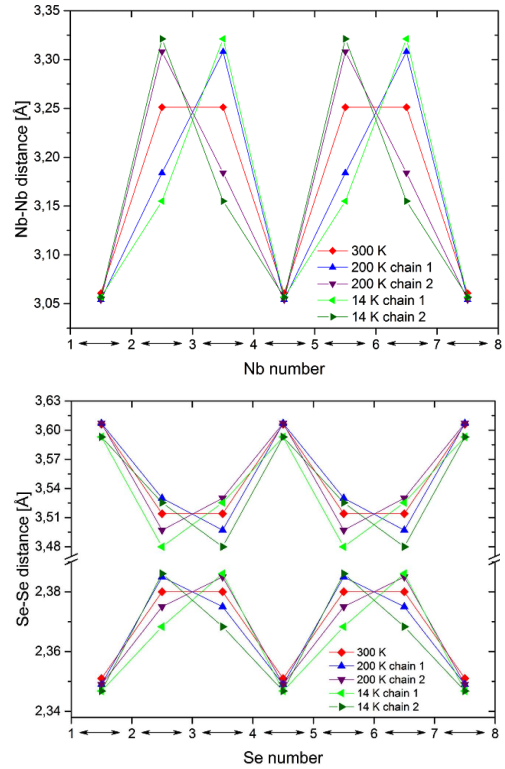 3,35
3,30
3,25
3,20
3,15
3,10
3,05
Nb-Nb distance [Å]
300 K
200 K chain 1
200 K chain 2
14 K chain 1
14 K chain 2
1 2 3 4 5 6 7 8
Nb number
3,63
3,60
3,57
3,54
3,51
3,48
2,38
2,36
2,34
Se-Se distance [Å]
300 K
200 K chain 1
200 K chain 2
14 K chain 1
14 K chain 2
1 2 3 4 5 6 7 8
Se number